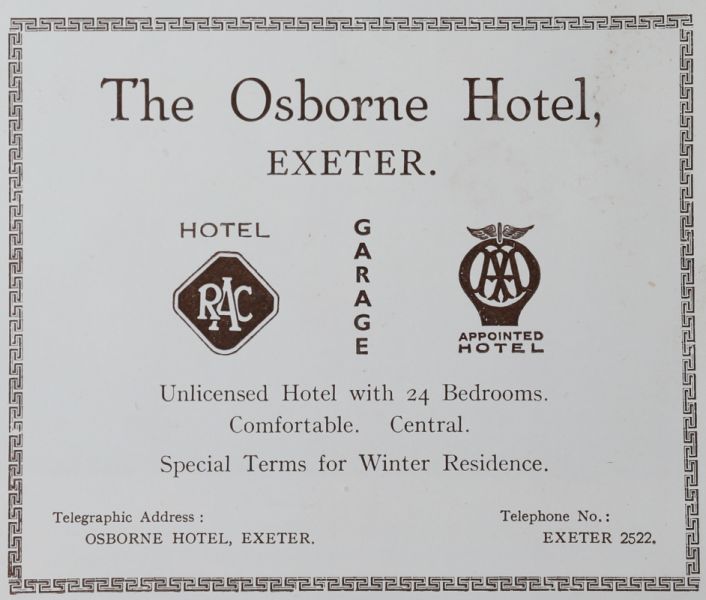 The Osborne Hotel,
EXETER.
HOTEL
RAC
GARAGE
AA
APPOINTED
HOTEL
Unlicensed Hotel with 24 Bedrooms.
Comfortable. Central.
Special Terms for Winter Residence.
Telegraphic Address :
OSBORNE HOTEL, EXETER.
Telephone No.:
EXETER 2522.